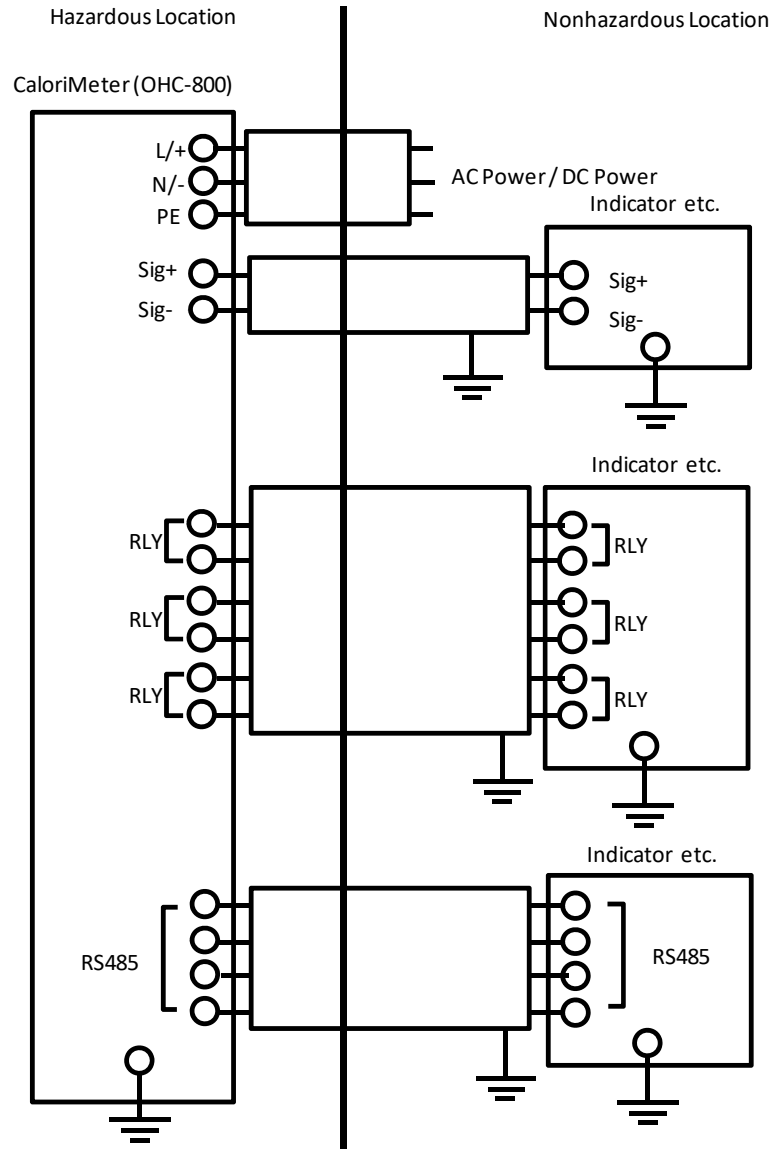 Hazardous Location
Nonhazardous Location
CaloriMeter (OHC-800)
L/+
N/-
PE
AC Power / DC Power
Indicator etc.
Sig+
Sig-
Sig+
Sig-
Indicator etc.
RLY
RLY
RLY
RLY
RLY
RLY
Indicator etc.
RS485
RS485